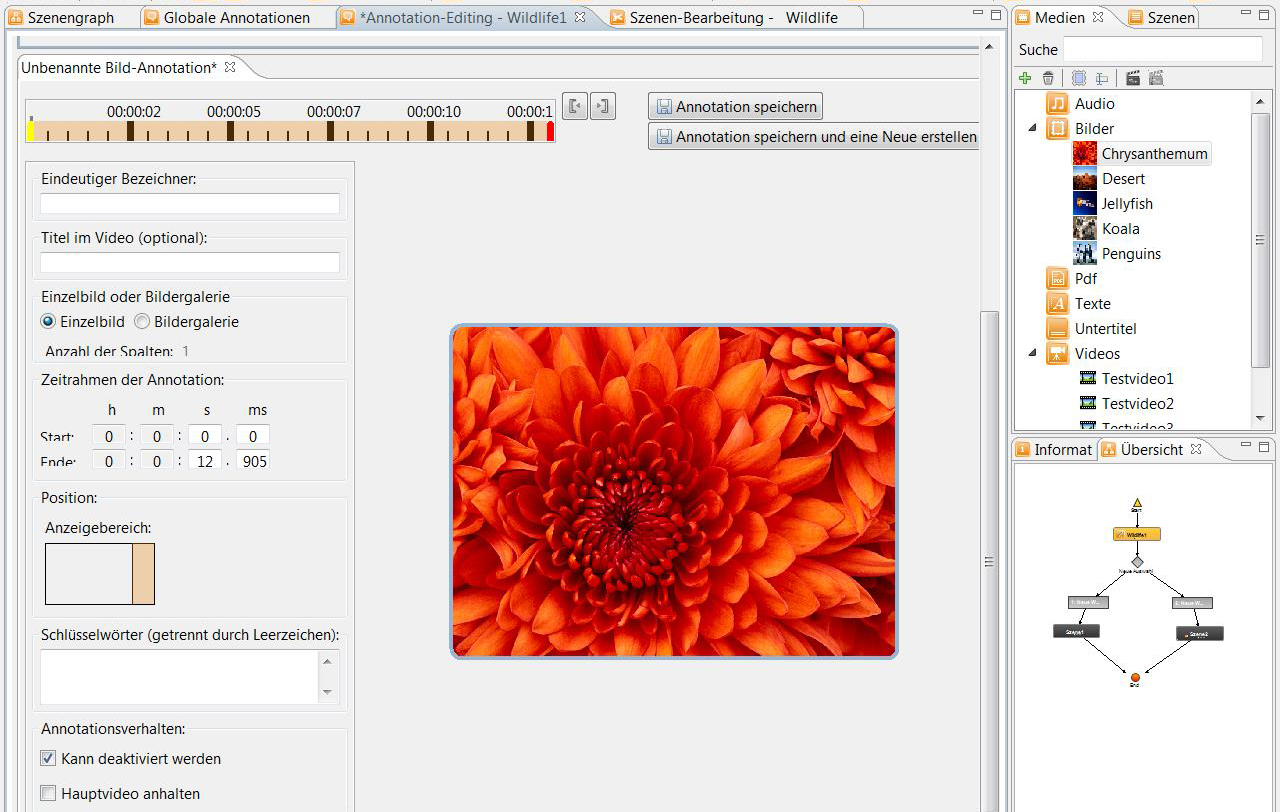 Szenengraph
Globale Annotationen
*Annotation-Editing - Wildlife1
Szenen-Bearbeitung - Wildlife
Unbenannte Bild-Annotation*
00:00:02 00:00:05 00:00:07 00:00:10 00:00:1
Annotation speichern
Annotation speichern und eine Neue erstellen
Eindeutiger Bezeichner:
Titel im Video (optional):
Einzelbild oder Bildergalerie
Einzelbild Bildergalerie
Anzahl der Spalten: 1
Zeitrahmen der Annotation:
h m s ms
Start: 0 : 0 : 0 . 0
Ende: 0 : 0 : 12 . 905
Position:
Anzeigebereich:
Schlüsselwörter (getrennt durch Leerzeichen):
Annotationsverhalten:
Kann deaktiviert werden
Hauptvideo anhalten
Medien
Szenen
Suche
Audio
Bilder
Chrysanthemum
Desert
Jellyfish
Koala
Penguins
Pdf
Texte
Untertitel
Videos
Testvideo1
Testvideo2
Testvideo3
Informat
Übersicht
Start
Wildlife1
Neue Auswahl
1: Neue W...
2: Neue W...
Szene1
Szene2
End